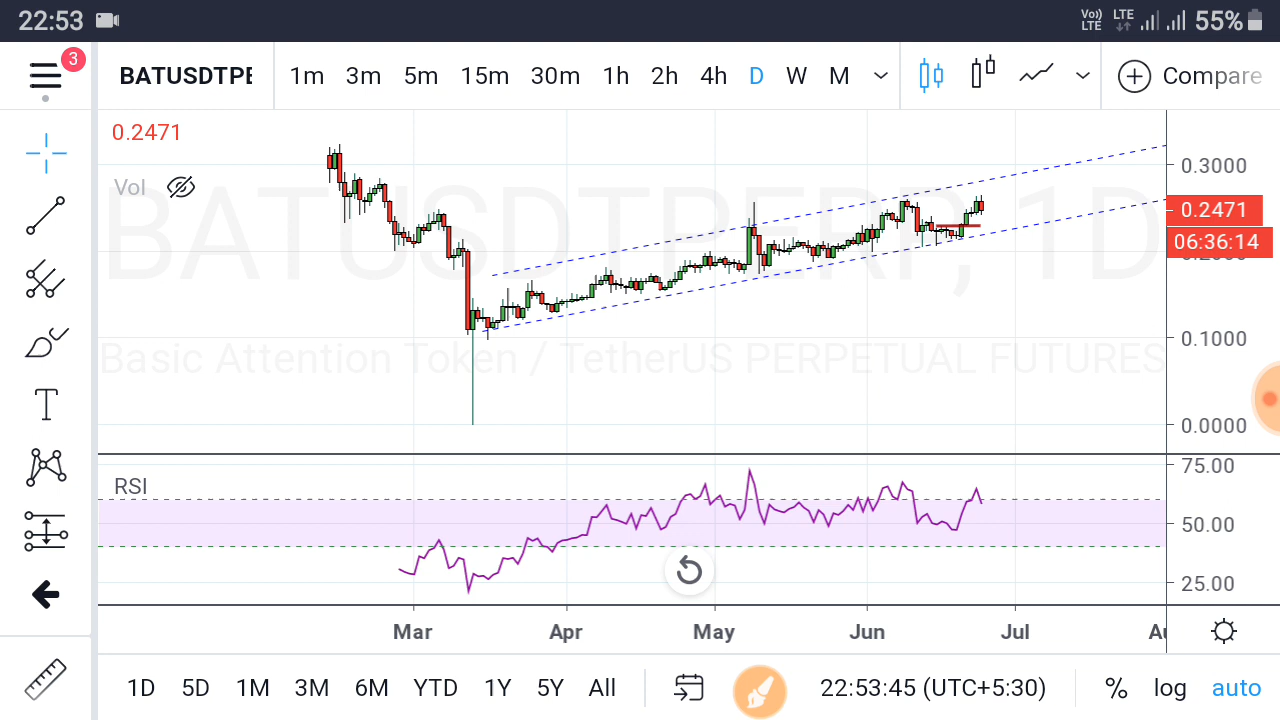 22:53 Vo) LTE LTE 55%
3 BATUSDTPE 1m 3m 5m 15m 30m 1h 2h 4h D W M Compare
0.2471
Vol
BATUSDTPERP, 1D
Basic Attention Token / TetherUS PERPETUAL FUTURES
0.3000
0.2471
06:36:14
0.2000
0.1000
0.0000
T
RSI
75.00
50.00
25.00
Mar Apr May Jun Jul Au
1D 5D 1M 3M 6M YTD 1Y 5Y All 22:53:45 (UTC+5:30) % log auto